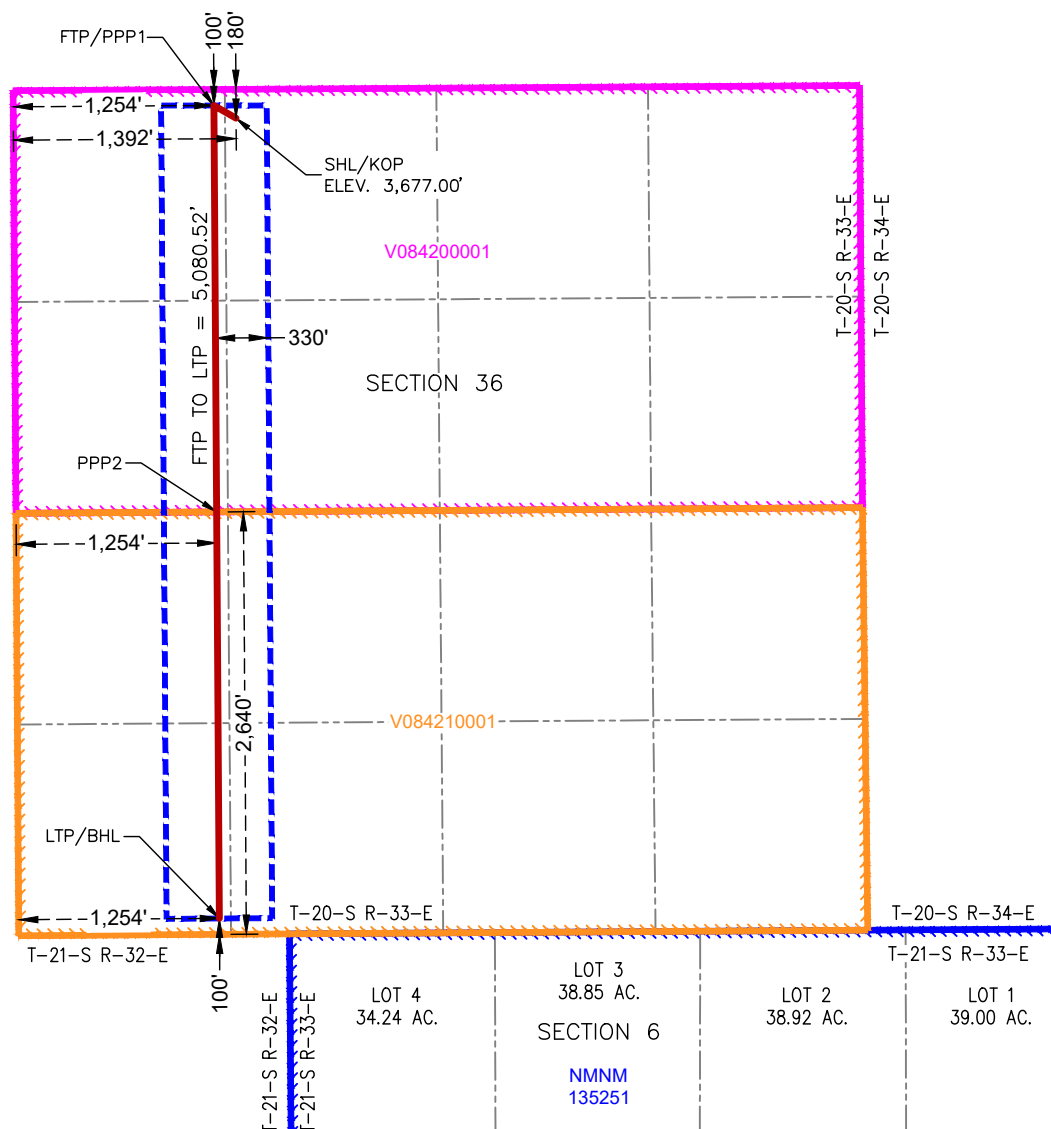 FTP/PPP1
100'
180'
1,254'
1,392'
SHL/KOP
ELEV. 3,677.00'
T-20-S R-33-E
T-20-S R-34-E
V084200001
FTP TO LTP = 5,080.52'
330'
SECTION 36
PPP2
1,254'
2,640'
V084210001
LTP/BHL
1,254'
T-20-S R-33-E
T-20-S R-34-E
T-21-S R-32-E
T-21-S R-33-E
100'
T-21-S R-32-E
T-21-S R-33-E
LOT 4
34.24 AC.
LOT 3
38.85 AC.
LOT 2
38.92 AC.
LOT 1
39.00 AC.
SECTION 6
NMNM
135251